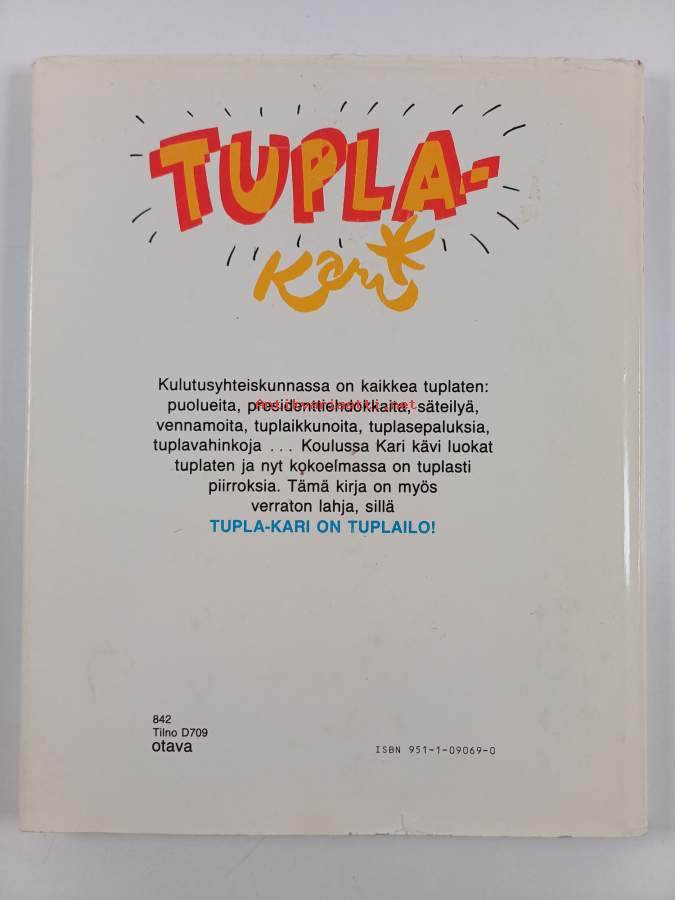 TUPLA-
Kari
Kulutusyhteiskunnassa on kaikkea tuplaten:
puolueita, presidenttiehdokkaita, säteilyä,
Antikvariaatti.net
vennamoita, tuplaikkunoita, tuplasepaluksia,
tuplavahinkoja ... Koulussa Kari kävi luokat
tuplaten ja nyt kokoelmassa on tuplasti
piirroksia. Tämä kirja on myös
verraton lahja, sillä
TUPLA-KARI ON TUPLAILO!
842
Tilno D709
otava
ISBN 951-1-09069-0